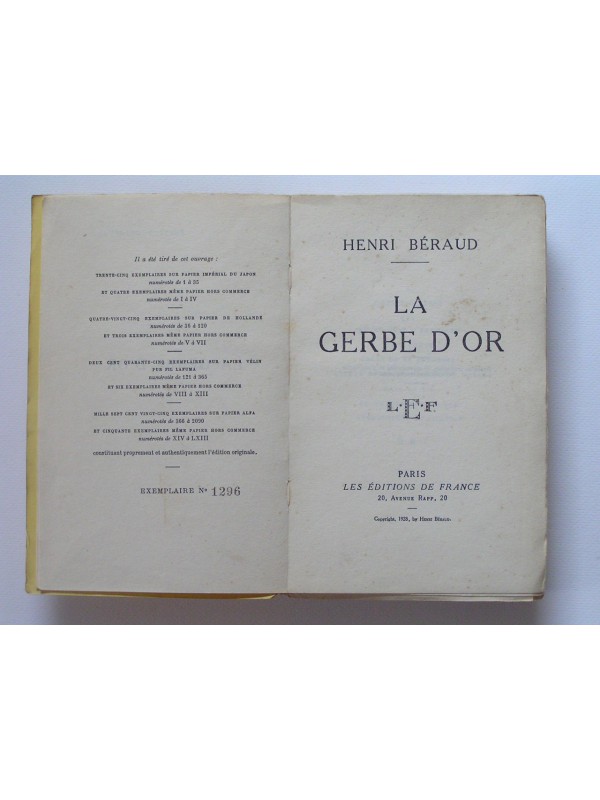 Il a été tiré de cet ouvrage :
TRENTE-CINQ EXEMPLAIRES SUR PAPIER IMPÉRIAL DU JAPON
numérotés de 1 à 35
ET QUATRE EXEMPLAIRES MÊME PAPIER HORS COMMERCE
numérotés de I à IV
QUATRE-VINGT-CINQ EXEMPLAIRES SUR PAPIER DE HOLLANDE
numérotés de 36 à 120
ET TROIS EXEMPLAIRES MÊME PAPIER HORS COMMERCE
numérotés de V à VII
DEUX CENT QUARANTE-CINQ EXEMPLAIRES SUR PAPIER VÉLIN
PUR FIL LAFUMA
numérotés de 121 à 365
ET SIX EXEMPLAIRES MÊME PAPIER HORS COMMERCE
numérotés de VIII à XIII
MILLE SEPT CENT VINGT-CINQ EXEMPLAIRES SUR PAPIER ALFA
numérotés de 366 à 2090
ET CINQUANTE EXEMPLAIRES MÊME PAPIER HORS COMMERCE
numérotés de XIV à LXIII
constituant proprement et authentiquement l'édition originale.
EXEMPLAIRE N° 1296
HENRI BÉRAUD
LA
GERBE D'OR
L·E·F
PARIS
LES ÉDITIONS DE FRANCE
20, AVENUE RAPP, 20
Copyright, 1928, by HENRI BÉRAUD